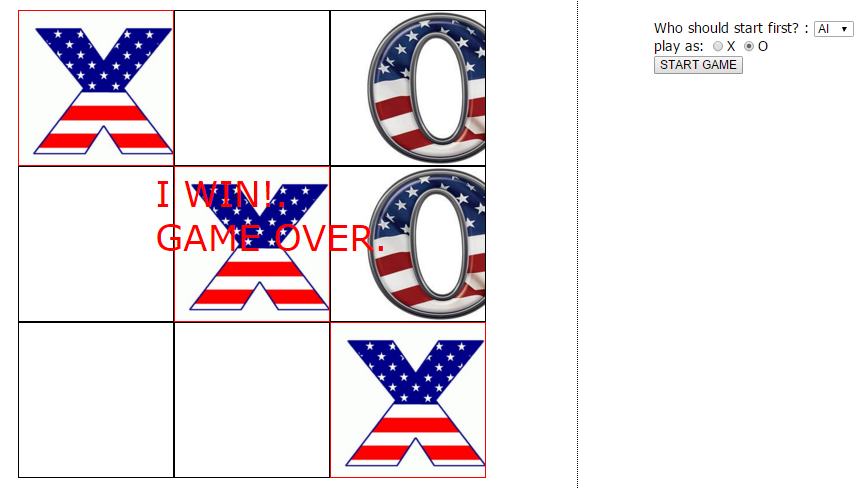 X O
Who should start first? : AI
play as: X O
START GAME
X O
I WIN!.
GAME OVER.
X